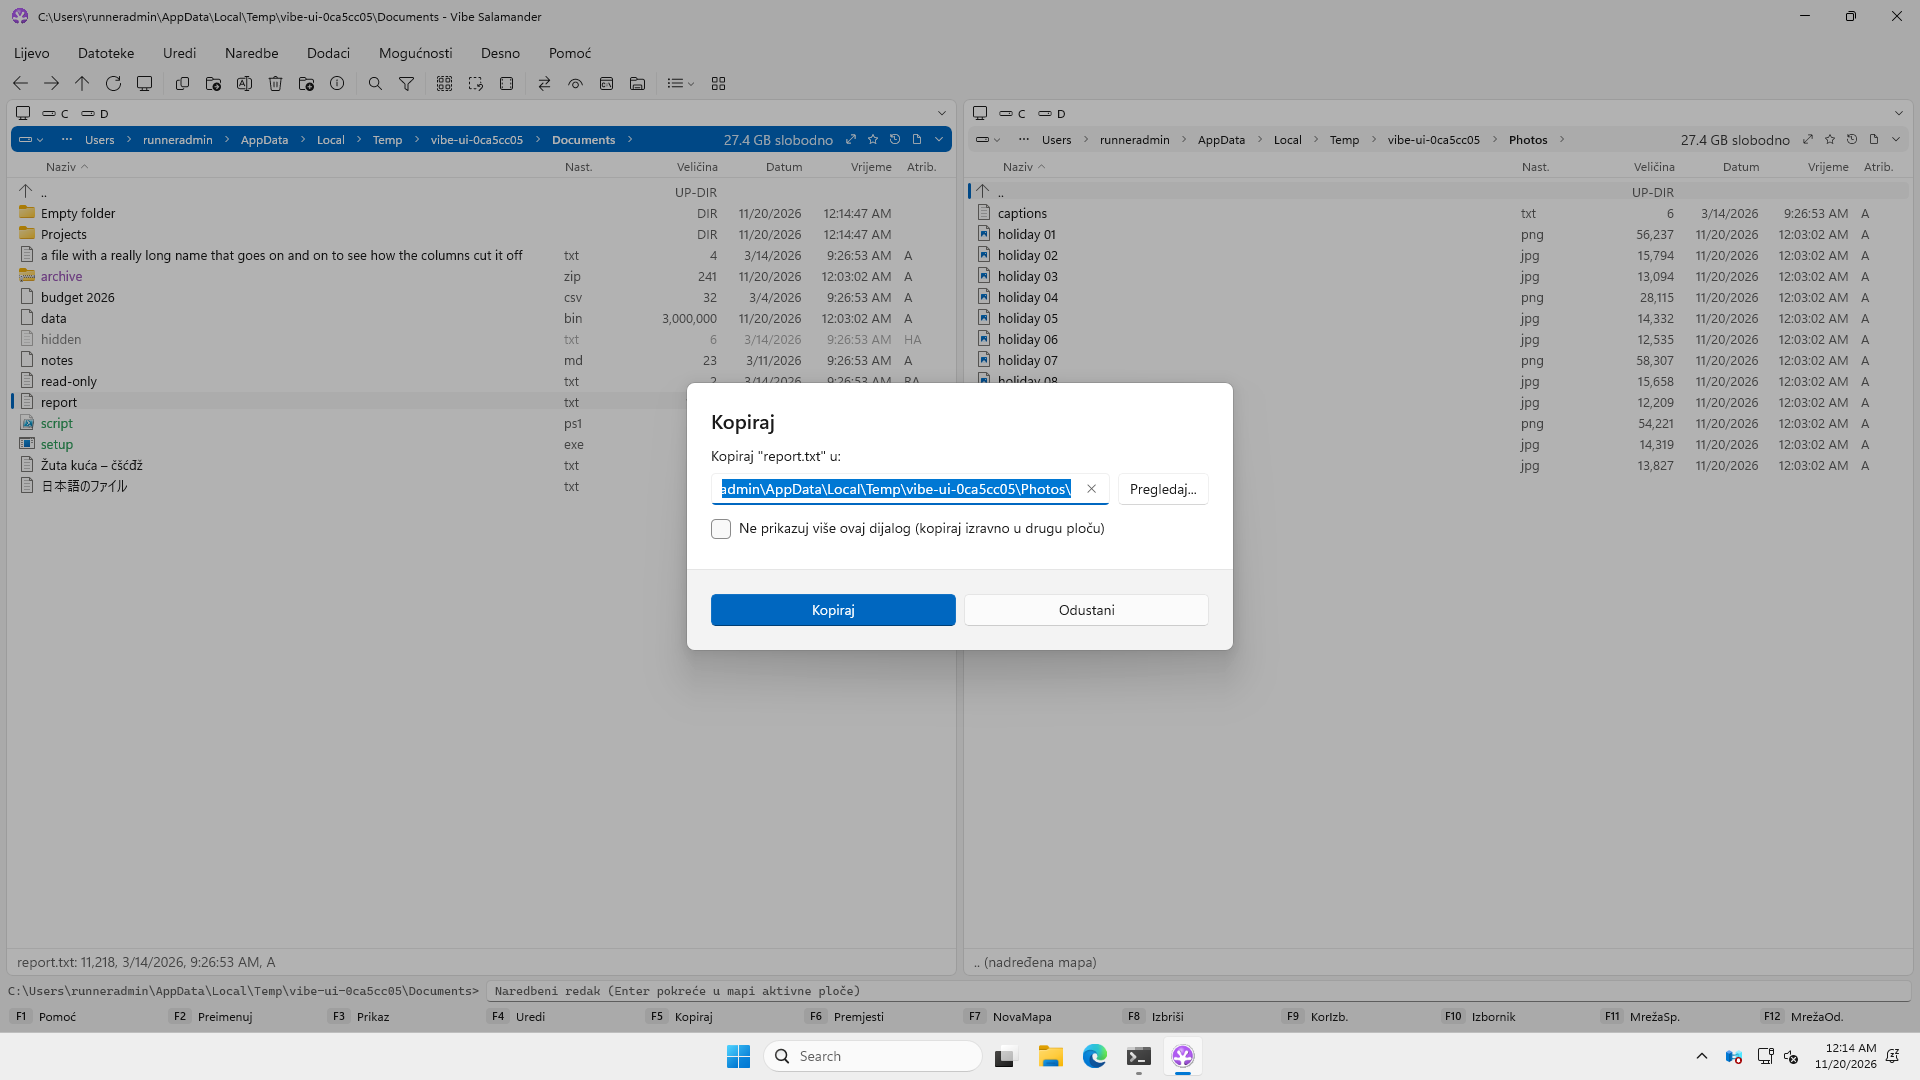 C:\Users\runneradmin\AppData\Local\Temp\vibe-ui-0ca5cc05\Documents - Vibe Salamander
Lijevo Datoteke Uredi Naredbe Dodaci Mogućnosti Desno Pomoć
C D
Users runneradmin AppData Local Temp vibe-ui-0ca5cc05 Documents 27.4 GB slobodno
Naziv Nast. Veličina Datum Vrijeme Atrib.
.. UP-DIR
Empty folder DIR 11/20/2026 12:14:47 AM
Projects DIR 11/20/2026 12:14:47 AM
a file with a really long name that goes on and on to see how the columns cut it off txt 4 3/14/2026 9:26:53 AM A
archive zip 241 11/20/2026 12:03:02 AM A
budget 2026 csv 32 3/4/2026 9:26:53 AM A
data bin 3,000,000 11/20/2026 12:03:02 AM A
hidden txt 6 3/14/2026 9:26:53 AM HA
notes md 23 3/11/2026 9:26:53 AM A
read-only txt 2 3/14/2026 9:26:53 AM RA
report txt
script ps1
setup exe
Žuta kuća – čšćđž txt
日本語のファイル txt
report.txt: 11,218, 3/14/2026, 9:26:53 AM, A
C D
Users runneradmin AppData Local Temp vibe-ui-0ca5cc05 Photos 27.4 GB slobodno
Naziv Nast. Veličina Datum Vrijeme Atrib.
.. UP-DIR
captions txt 6 3/14/2026 9:26:53 AM A
holiday 01 png 56,237 11/20/2026 12:03:02 AM A
holiday 02 jpg 15,794 11/20/2026 12:03:02 AM A
holiday 03 jpg 13,094 11/20/2026 12:03:02 AM A
holiday 04 png 28,115 11/20/2026 12:03:02 AM A
holiday 05 jpg 14,332 11/20/2026 12:03:02 AM A
holiday 06 jpg 12,535 11/20/2026 12:03:02 AM A
holiday 07 png 58,307 11/20/2026 12:03:02 AM A
holiday 08 jpg 15,658 11/20/2026 12:03:02 AM A
jpg 12,209 11/20/2026 12:03:02 AM A
png 54,221 11/20/2026 12:03:02 AM A
jpg 14,319 11/20/2026 12:03:02 AM A
jpg 13,827 11/20/2026 12:03:02 AM A
.. (nadređena mapa)
Kopiraj
Kopiraj "report.txt" u:
admin\AppData\Local\Temp\vibe-ui-0ca5cc05\Photos\ Pregledaj...
Ne prikazuj više ovaj dijalog (kopiraj izravno u drugu ploču)
Kopiraj Odustani
C:\Users\runneradmin\AppData\Local\Temp\vibe-ui-0ca5cc05\Documents> Naredbeni redak (Enter pokreće u mapi aktivne ploče)
F1 Pomoć F2 Preimenuj F3 Prikaz F4 Uredi F5 Kopiraj F6 Premjesti F7 NovaMapa F8 Izbriši F9 KorIzb. F10 Izbornik F11 MrežaSp. F12 MrežaOd.
Search
12:14 AM
11/20/2026